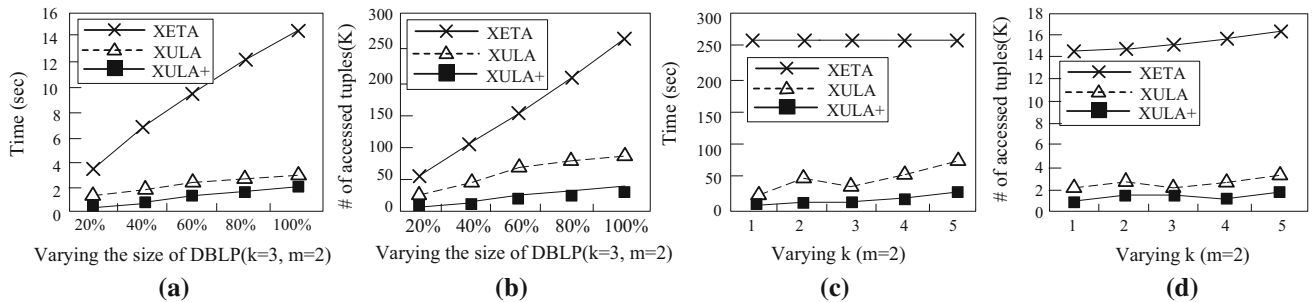 16
14
12
10
8
6
4
2
0
Time (sec)
XETA
XULA
XULA+
20% 40% 60% 80% 100%
Varying the size of DBLP(k=3, m=2)
(a)
300
250
200
150
100
50
0
# of accessed tuples(K)
XETA
XULA
XULA+
20% 40% 60% 80% 100%
Varying the size of DBLP(k=3, m=2)
(b)
300
250
200
150
100
50
0
Time (sec)
XETA
XULA
XULA+
1 2 3 4 5
Varying k (m=2)
(c)
18
16
14
12
10
8
6
4
2
0
# of accessed tuples(K)
XETA
XULA
XULA+
1 2 3 4 5
Varying k (m=2)
(d)